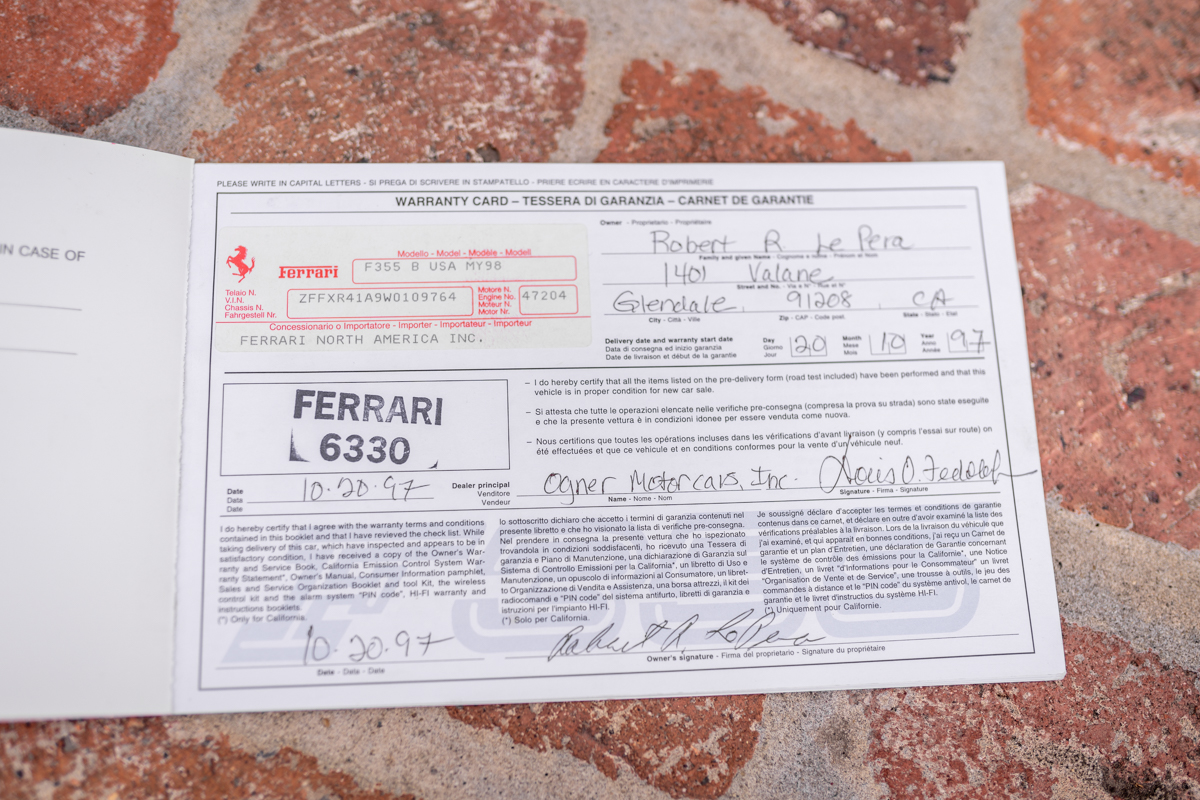 IN CASE OF
PLEASE WRITE IN CAPITAL LETTERS - SI PREGA DI SCRIVERE IN STAMPATELLO - PRIERE ECRIRE EN CARACTERE D'IMPRIMERIE
WARRANTY CARD – TESSERA DI GARANZIA – CARNET DE GARANTIE
Ferrari
Modello - Model - Modèle - Modell
F355 B USA MY98
Telaio N.
V.I.N.
Chassis N.
Fahrgestell Nr.
ZFFXR41A9W0109764
Motore N.
Engine No.
Moteur N.
Motor Nr.
47204
Concessionario o Importatore - Importer - Importateur - Importeur
FERRARI NORTH AMERICA INC.
Owner - Proprietario - Propriétaire
Robert R. Le Pera
Family and given Name - Cognome e nome - Prénom et Nom
1401 Valane
Street and No. - Via e N° - Rue et N°
Glendale 91208 CA
City - Città - Ville
Zip - CAP - Code post.
State - Stato - Etat
Delivery date and warranty start date
Data di consegna ed inizio garanzia
Date de livraison et début de la garantie
Day
Giorno
Jour
20
Month
Mese
Mois
10
Year
Anno
Année
97
FERRARI
6330
– I do hereby certify that all the items listed on the pre-delivery form (road test included) have been performed and that this
vehicle is in proper condition for new car sale.
– Si attesta che tutte le operazioni elencate nelle verifiche pre-consegna (compresa la prova su strada) sono state eseguite
e che la presente vettura è in condizioni idonee per essere venduta come nuova.
– Nous certifions que toutes les opérations incluses dans les vérifications d'avant livraison (y compris l'essai sur route) on
été effectuées et que ce vehicule et en conditions conformes pour la vente d'un véhicule neuf.
Date
Data
Date
10.20.97
Dealer principal
Venditore
Vendeur
Ogner Motorcars, Inc.
Name - Nome - Nom
Signature - Firma - Signature
I do hereby certify that I agree with the warranty terms and conditions
contained in this booklet and that I have reviewed the check list. While
taking delivery of this car, which have inspected and appears to be in
satisfactory condition, I have received a copy of the Owner's War-
ranty and Service Book, California Emission Control System War-
ranty Statement*, Owner's Manual, Consumer Information pamphlet,
Sales and Service Organization Booklet and tool Kit, the wireless
control kit and the alarm system "PIN code", HI-FI warranty and
instructions booklets.
(*) Only for California.
Io sottoscritto dichiaro che accetto i termini di garanzia contenuti nel
presente libretto e che ho visionato la lista di verifiche pre-consegna.
Nel prendere in consegna la presente vettura che ho ispezionato
trovandola in condizioni soddisfacenti, ho ricevuto una Tessera di
garanzia e Piano di Manutenzione, una dichiarazione di Garanzia sul
Sistema di Controllo Emissioni per la California*, un libretto di Uso e
Manutenzione, un opuscolo di informazioni al Consumatore, un libret-
to Organizzazione di Vendita e Assistenza, una borsa attrezzi, il kit dei
radiocomandi e "PIN code" del sistema antifurto, libretti di garanzia e
istruzioni per l'impianto HI-FI.
(*) Solo per California.
Je soussigné déclare d'accepter les termes et conditions de garantie
contenus dans ce carnet, et déclare en outre d'avoir examiné la liste des
vérifications préalables à la livraison. Lors de la livraison du véhicule que
j'ai examiné, et qui apparait en bonnes conditions, j'ai reçu un Carnet de
garantie et un plan d'Entretien, une déclaration de Garantie concernant
le système de contrôle des émissions pour la Californie*, une Notice
d'Entretien, un livret "d'Informations pour le Consommateur" un livret
"Organisation de Vente et de Service", une trousse à outils, le jeu des
commandes à distance et le "PIN code" du système antivol, le carnet de
garantie et le livret d'instructios du système HI-FI.
(*) Uniquement pour Californie.
10.20.97
Date - Data - Date
Robert R. Le Pera
Owner's signature - Firma del proprietario - Signature du propriétaire